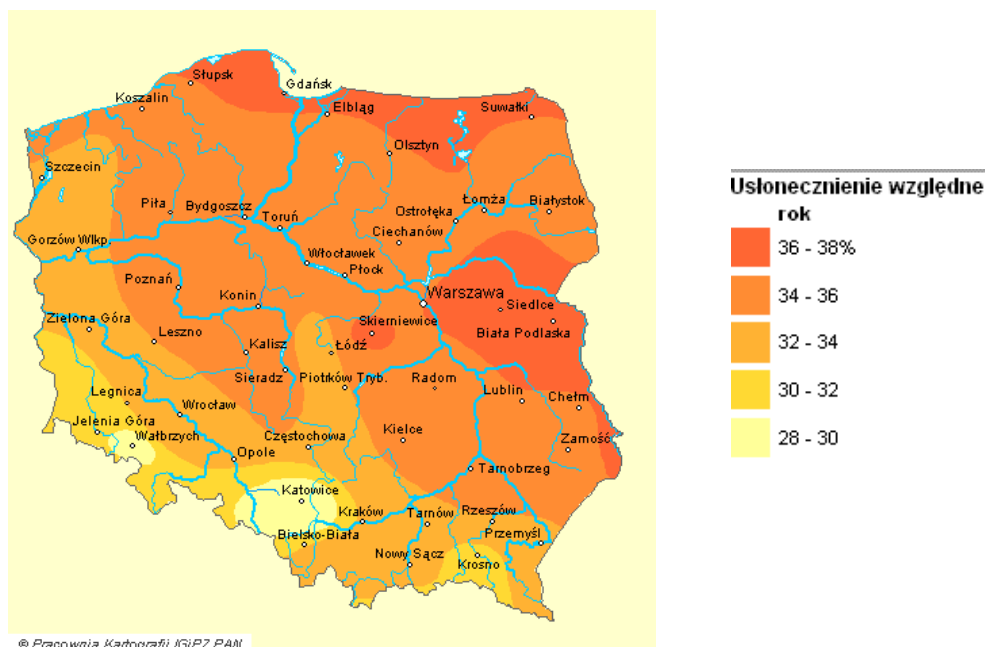 Słupsk
Gdańsk
Koszalin
Elbląg
Suwałki
Olsztyn
Szczecin
Piła
Bydgoszcz
Toruń
Ostrołęka
Łomża
Białystok
Ciechanów
Gorzów Wlkp.
Włocławek
Płock
Poznań
Konin
Warszawa
Siedlce
Zielona Góra
Skierniewice
Biała Podlaska
Leszno
Kalisz
Łódź
Sieradz
Piotrków Tryb.
Radom
Legnica
Lublin
Chełm
Wrocław
Jelenia Góra
Wałbrzych
Częstochowa
Kielce
Zamość
Opole
Tarnobrzeg
Katowice
Kraków
Tarnów
Rzeszów
Bielsko-Biała
Przemyśl
Nowy Sącz
Krosno
© Pracownia Kartografii IGiPZ PAN
Usłonecznienie względne
rok
36 - 38%
34 - 36
32 - 34
30 - 32
28 - 30